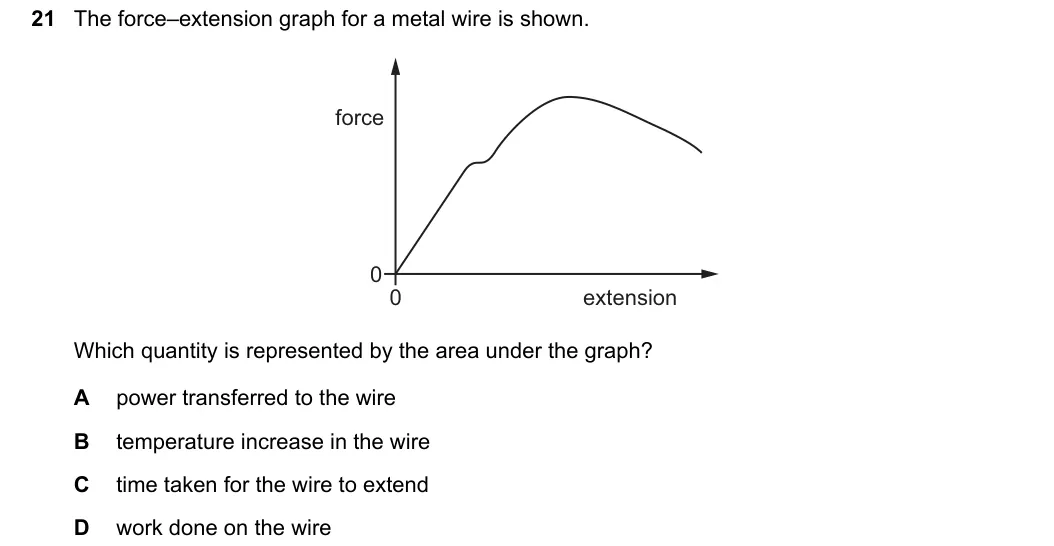 21 The force–extension graph for a metal wire is shown.
force
0
0
extension
Which quantity is represented by the area under the graph?
A power transferred to the wire
B temperature increase in the wire
C time taken for the wire to extend
D work done on the wire